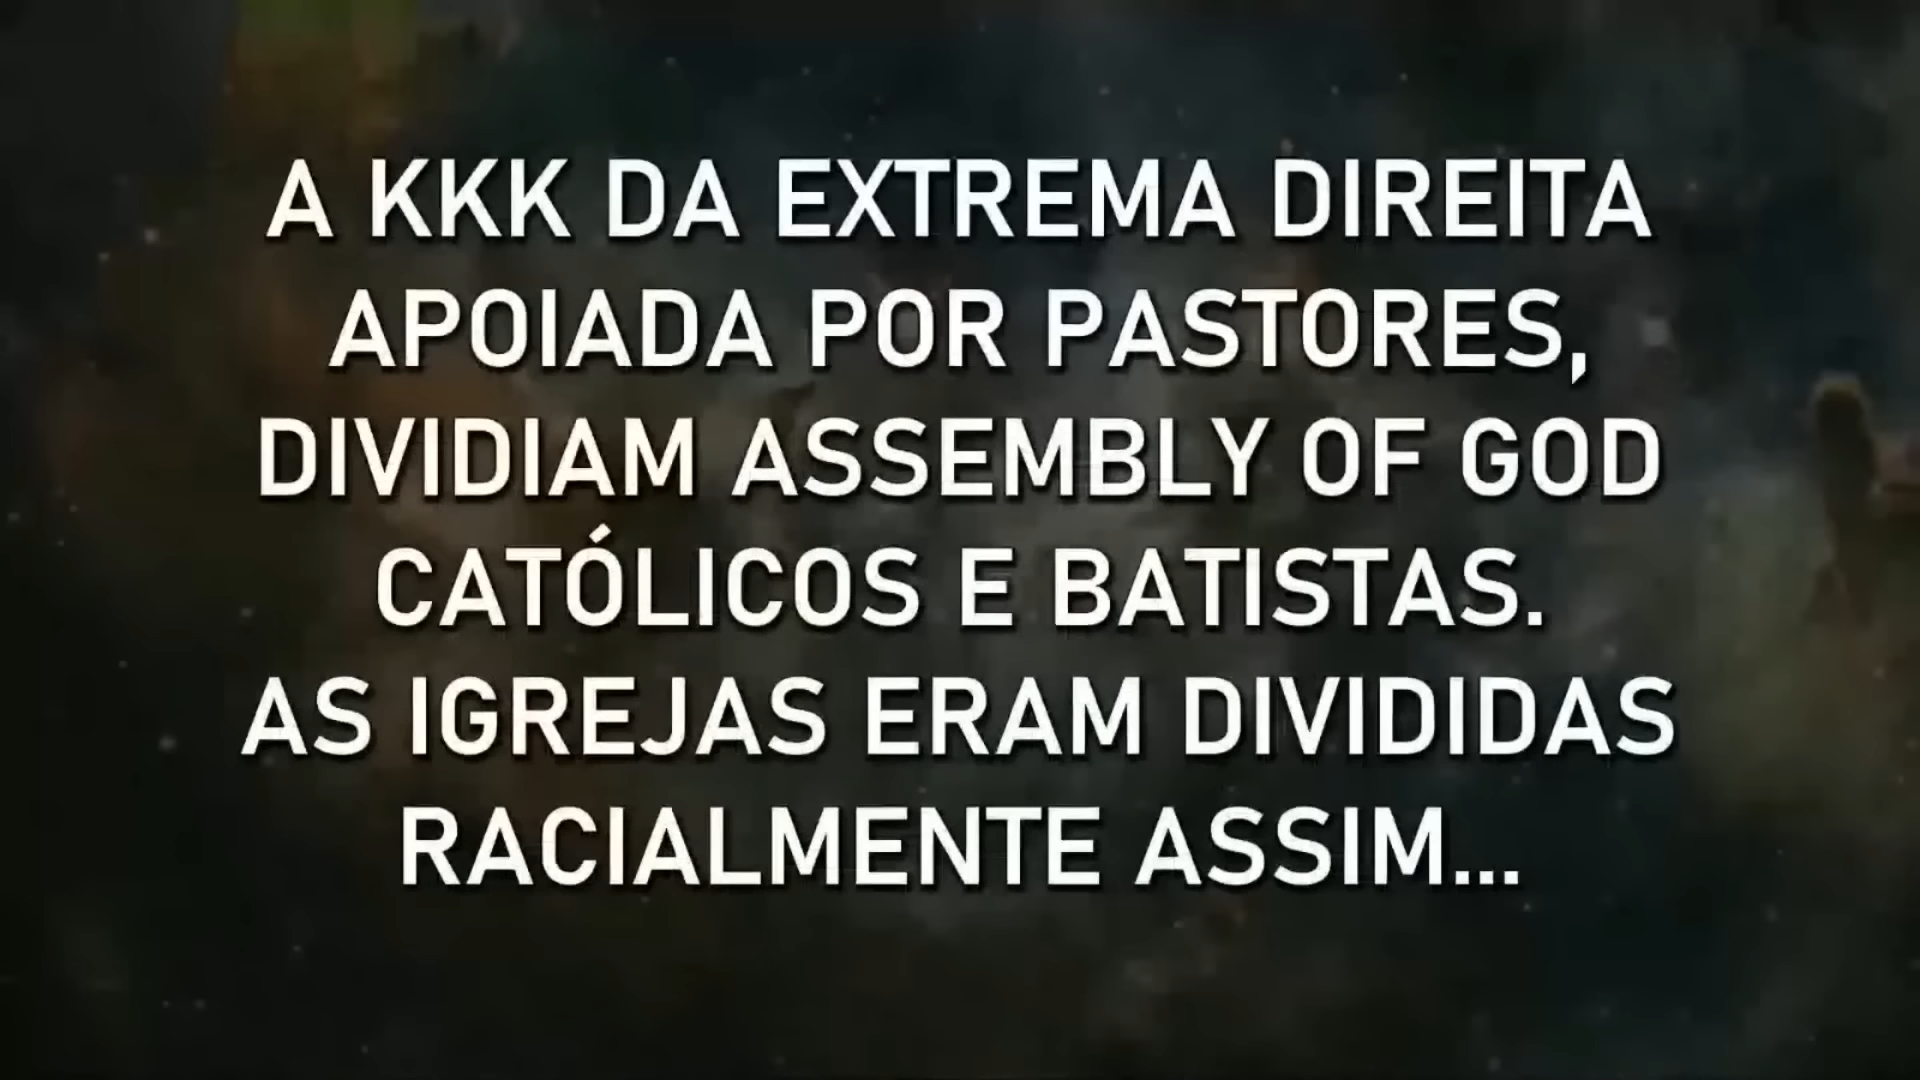 A KKK DA EXTREMA DIREITA
APOIADA POR PASTORES,
DIVIDIAM ASSEMBLY OF GOD
CATÓLICOS E BATISTAS.
AS IGREJAS ERAM DIVIDIDAS
RACIALMENTE ASSIM...